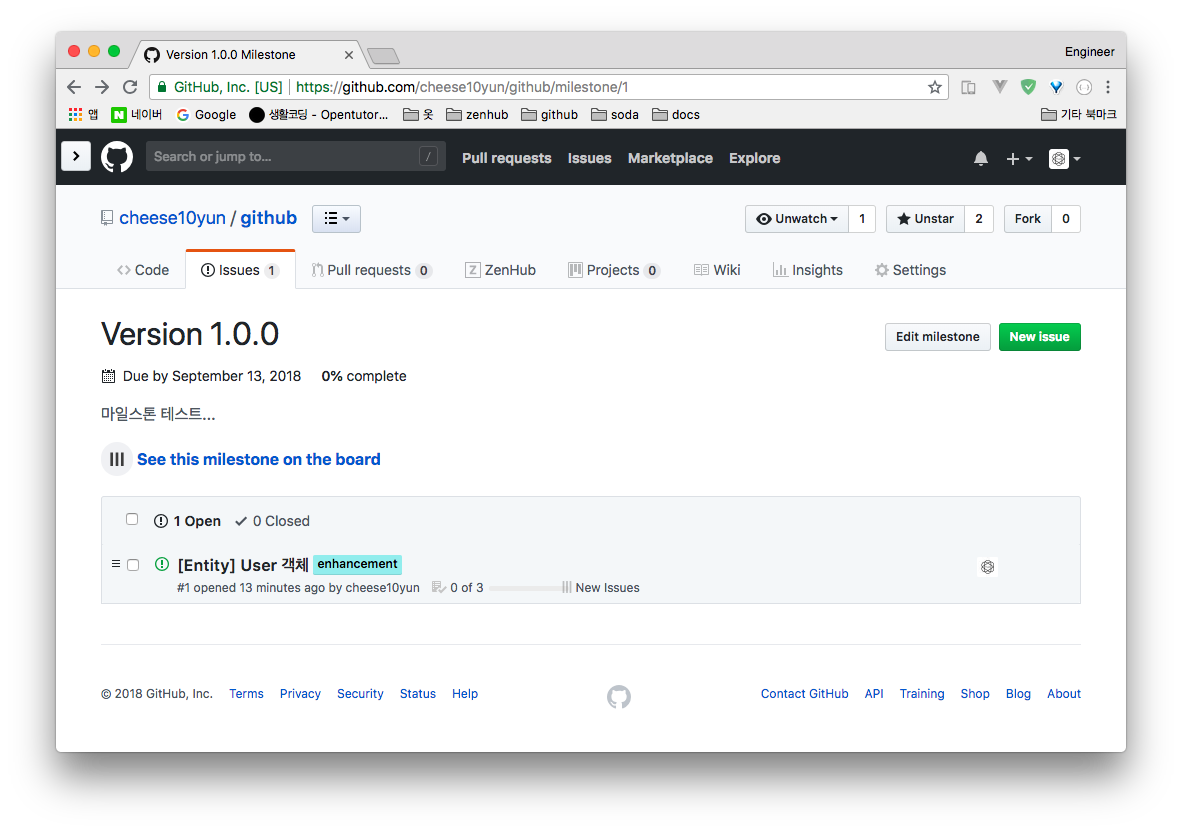 Version 1.0.0 Milestone
Engineer
GitHub, Inc. [US] https://github.com/cheese10yun/github/milestone/1
앱 네이버 Google 생활코딩 - Opentutor... 옷 zenhub github soda docs 기타 북마크
Search or jump to... / Pull requests Issues Marketplace Explore
cheese10yun / github Unwatch 1 Unstar 2 Fork 0
Code Issues 1 Pull requests 0 ZenHub Projects 0 Wiki Insights Settings
Version 1.0.0 Edit milestone New issue
Due by September 13, 2018 0% complete
마일스톤 테스트...
See this milestone on the board
1 Open 0 Closed
[Entity] User 객체 enhancement
#1 opened 13 minutes ago by cheese10yun 0 of 3 New Issues
© 2018 GitHub, Inc. Terms Privacy Security Status Help Contact GitHub API Training Shop Blog About